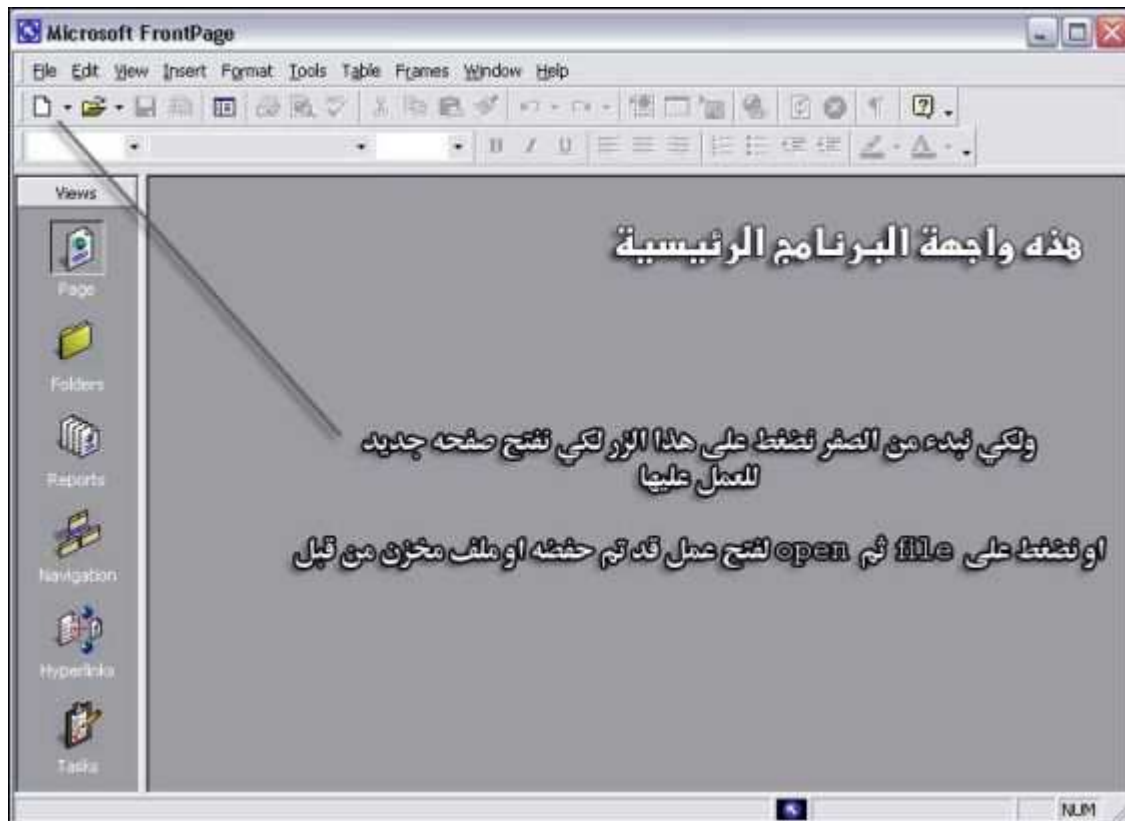 Microsoft FrontPage
File Edit View Insert Format Tools Table Frames Window Help
Views
هذه واجهة البرنامج الرئيسية
Page
Folders
ولكي نبدء من الصفر نضغط على هذا الزر لكي نفتح صفحه جديد
للعمل عليها
Reports
او نضغط على file ثم open لفتح عمل قد تم حفضه او ملف مخزن من قبل
Navigation
Hyperlinks
Tasks
NUM